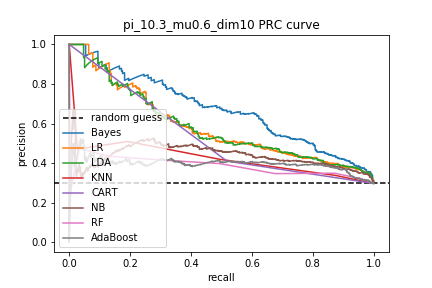 pi_10.3_mu0.6_dim10 PRC curve
precision
1.0
0.8
0.6
0.4
0.2
0.0
random guess
Bayes
LR
LDA
KNN
CART
NB
RF
AdaBoost
0.0 0.2 0.4 0.6 0.8 1.0
recall